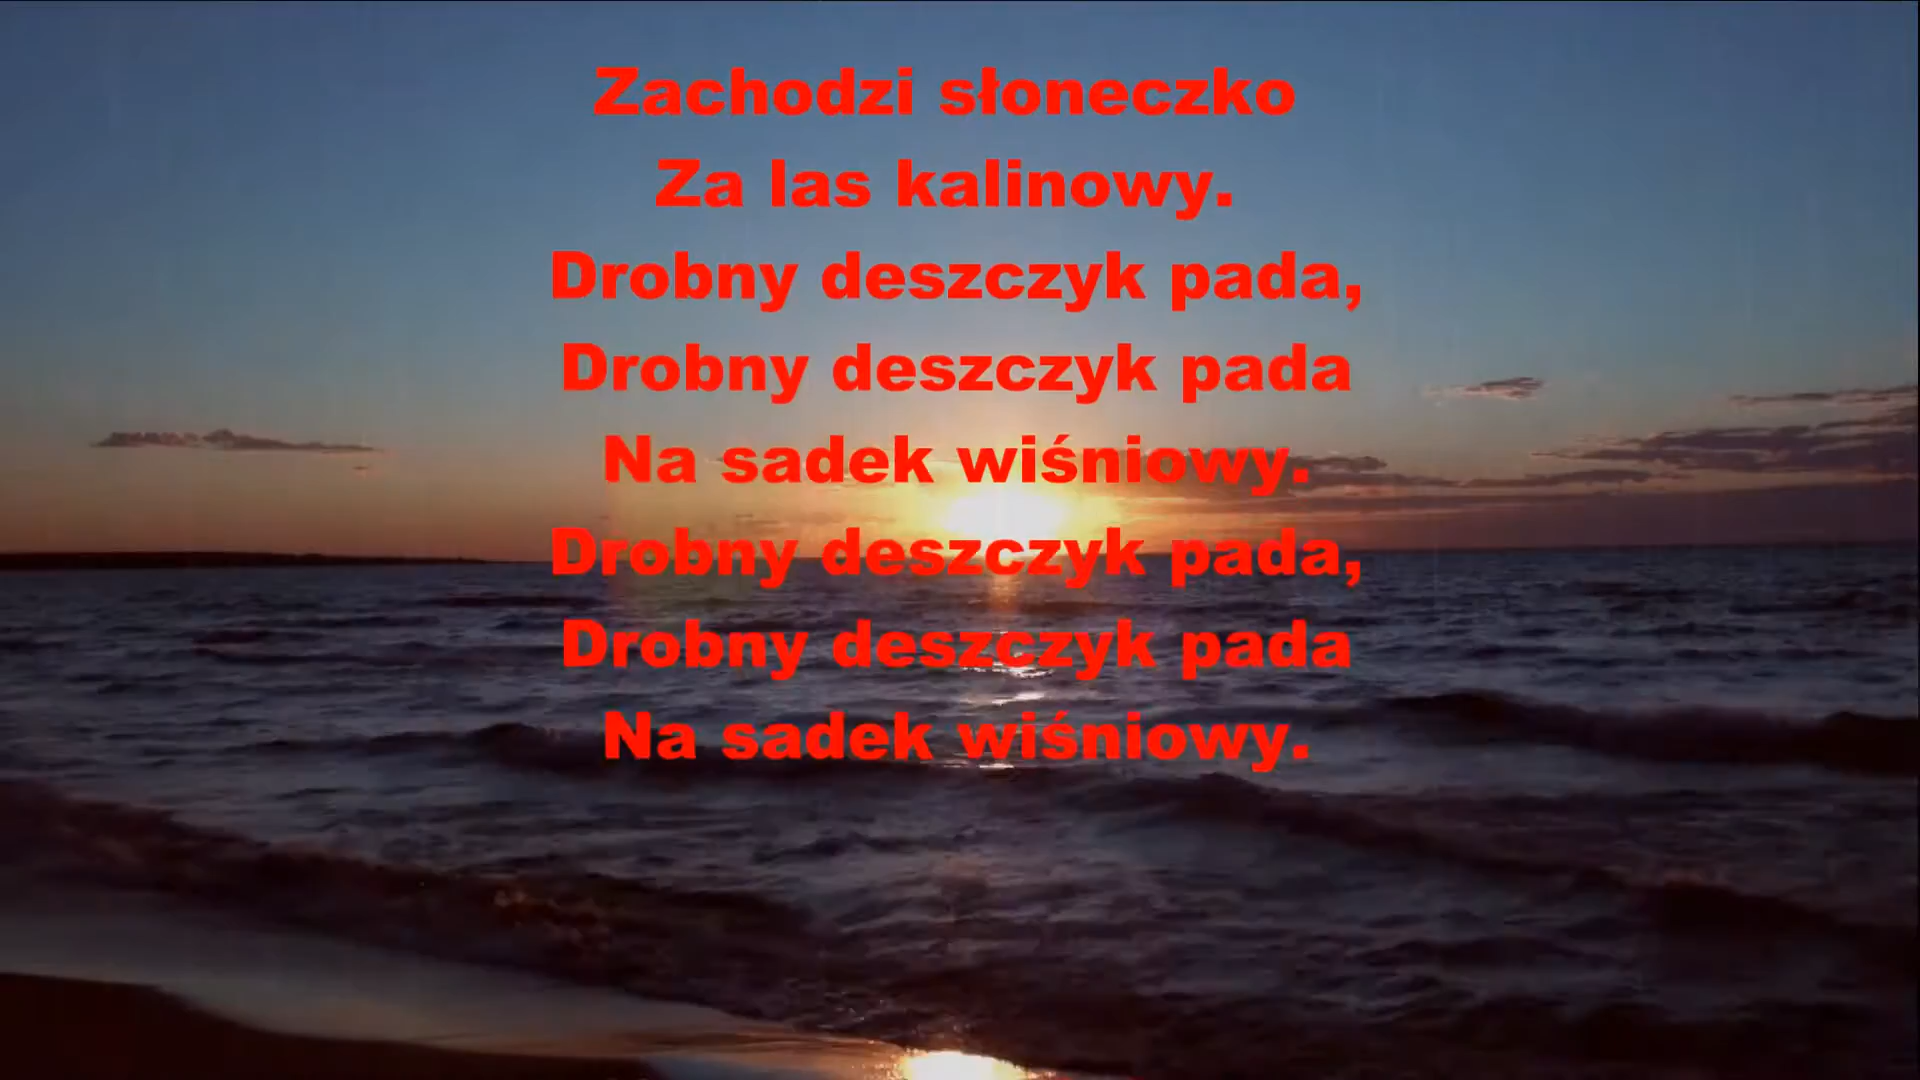 Zachodzi słoneczko
Za las kalinowy.
Drobny deszczyk pada,
Drobny deszczyk pada
Na sadek wiśniowy.
Drobny deszczyk pada,
Drobny deszczyk pada
Na sadek wiśniowy.